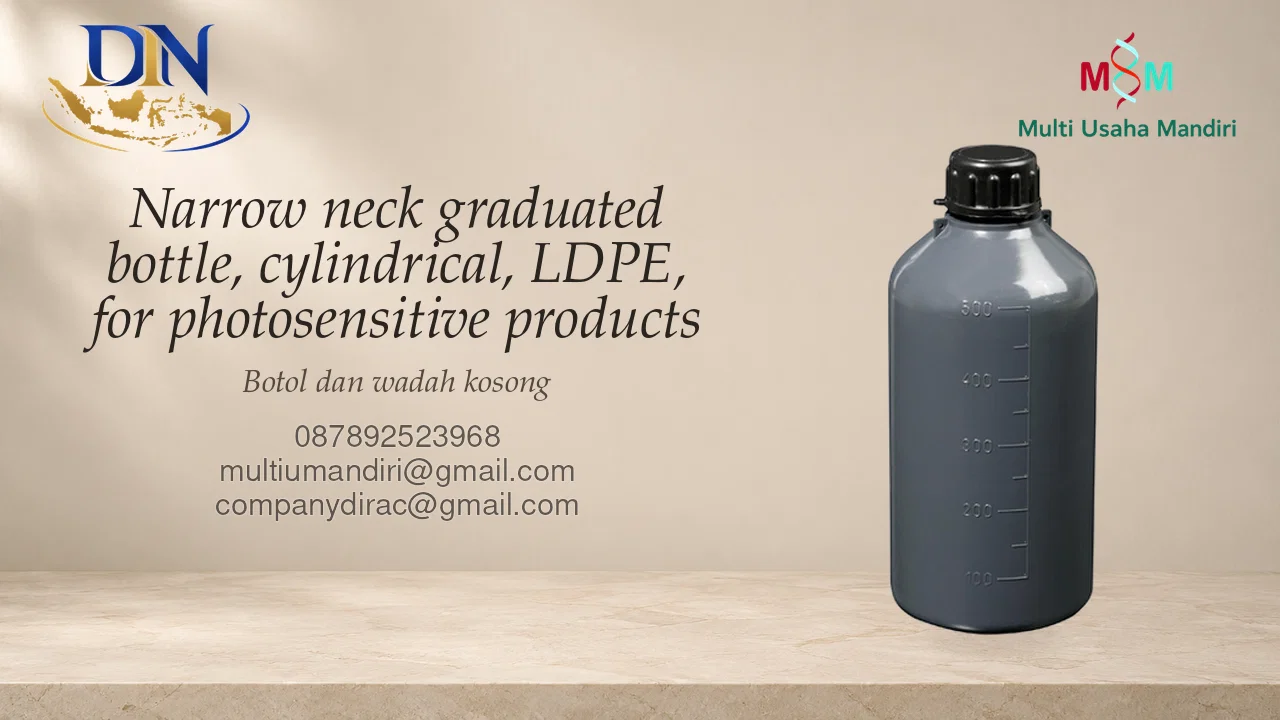 DN
M M
Multi Usaha Mandiri
Narrow neck graduated
bottle, cylindrical, LDPE,
for photosensitive products
Botol dan wadah kosong
087892523968
multiumandiri@gmail.com
companydirac@gmail.com
500
400
300
200
100